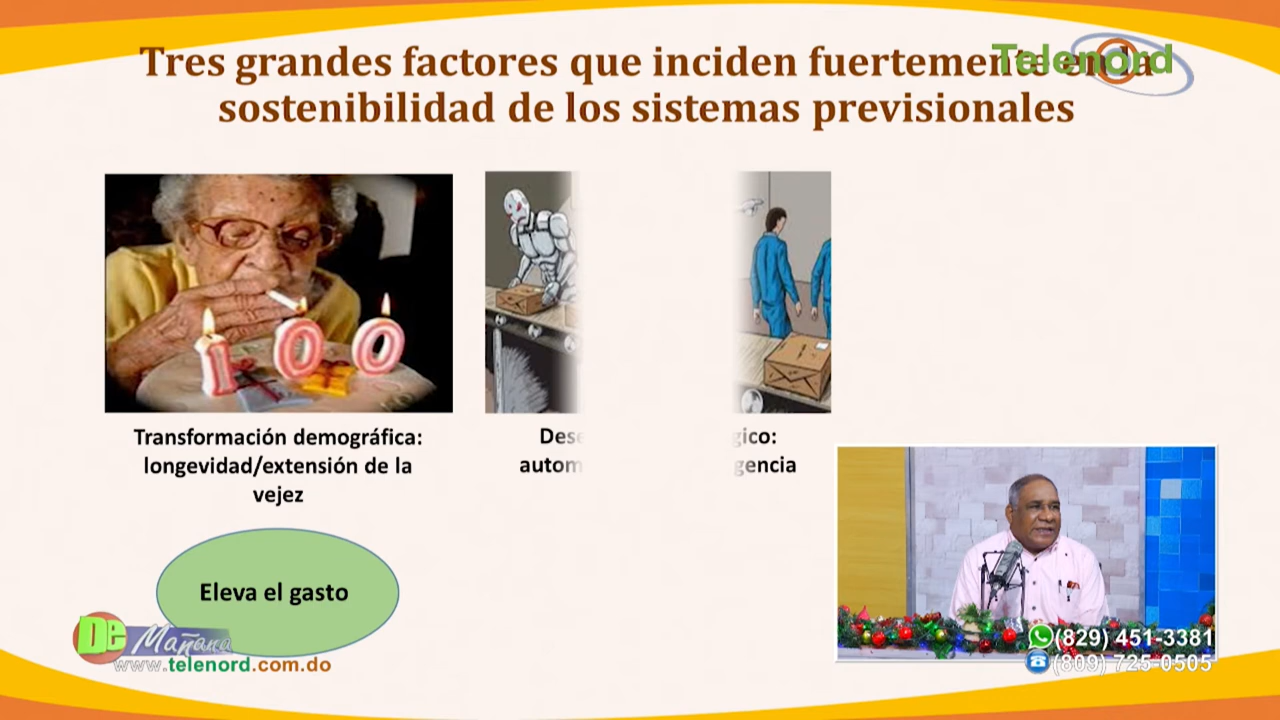 Tres grandes factores que inciden fuertemente en la
sostenibilidad de los sistemas previsionales
Telenord
100
Transformación demográfica:
longevidad/extensión de la
vejez
Dese gico:
autom gencia
Eleva el gasto
De Mañana
www.telenord.com.do
(829) 451-3381
(809) 725-0505